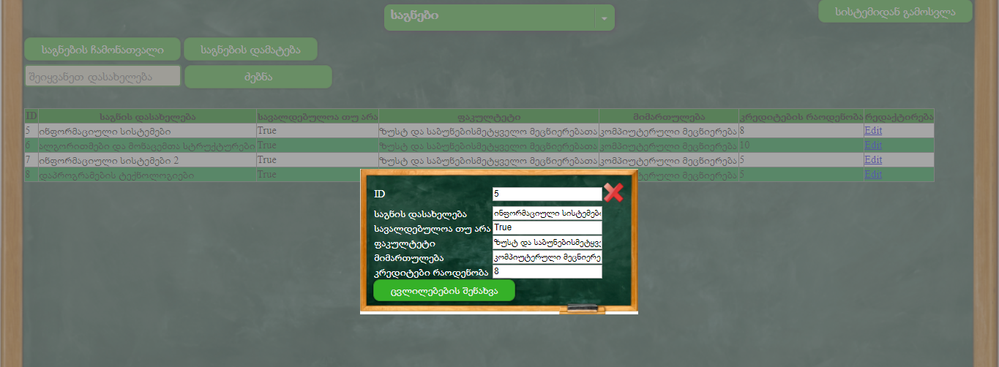 საგნები
სისტემიდან გამოსვლა
საგნების ჩამონათვალი საგნების დამატება
შეიყვანეთ დასახელება ძებნა
ID საგნის დასახელება სავალდებულოა თუ არა ფაკულტეტი მიმართულება კრედიტების რაოდენობა რედაქტირება
5 ინფორმაციული სისტემები True ზუსტ და საბუნებისმეტყველო მეცნიერებათა კომპიუტერული მეცნიერება 8 Edit
6 ალგორითმები და მონაცემთა სტრუქტურები True ზუსტ და საბუნებისმეტყველო მეცნიერებათა კომპიუტერული მეცნიერება 10 Edit
7 ინფორმაციული სისტემები 2 True ზუსტ და საბუნებისმეტყველო მეცნიერებათა კომპიუტერული მეცნიერება 5 Edit
8 დაპროგრამების ტექნოლოგიები True მეცნიერება 5 Edit
ID 5
საგნის დასახელება ინფორმაციული სისტემები
სავალდებულოა თუ არა True
ფაკულტეტი ზუსტ და საბუნებისმეტყვე
მიმართულება კომპიუტერული მეცნიერე
კრედიტები რაოდენობა 8
ცვლილებების შენახვა